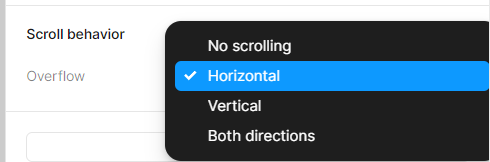 Scroll behavior
No scrolling
Overflow
Horizontal
Vertical
Both directions